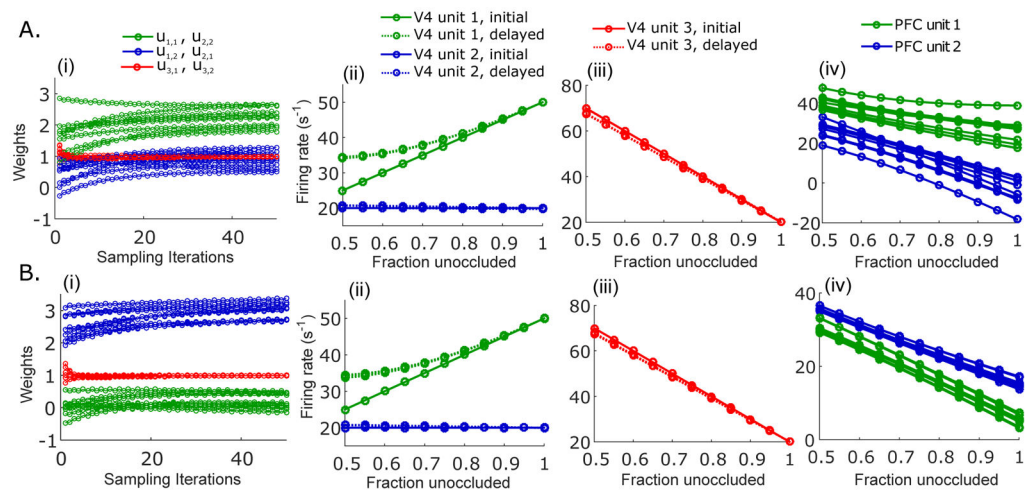 A.
u1,1 , u2,2
u1,2 , u2,1
u3,1 , u3,2
(i)
Weights
3
2
1
0
-1
0 20 40
Sampling Iterations
V4 unit 1, initial
V4 unit 1, delayed
V4 unit 2, initial
V4 unit 2, delayed
(ii)
Firing rate (s-1)
50
40
30
20
0.5 0.6 0.7 0.8 0.9 1
Fraction unoccluded
V4 unit 3, initial
V4 unit 3, delayed
(iii)
80
60
40
20
0.5 0.6 0.7 0.8 0.9 1
Fraction unoccluded
PFC unit 1
PFC unit 2
(iv)
40
20
0
-20
0.5 0.6 0.7 0.8 0.9 1
Fraction unoccluded
B.
(i)
Weights
3
2
1
0
-1
0 20 40
Sampling Iterations
(ii)
Firing rate (s-1)
50
40
30
20
0.5 0.6 0.7 0.8 0.9 1
Fraction unoccluded
(iii)
80
60
40
20
0.5 0.6 0.7 0.8 0.9 1
Fraction unoccluded
(iv)
40
20
0
0.5 0.6 0.7 0.8 0.9 1
Fraction unoccluded